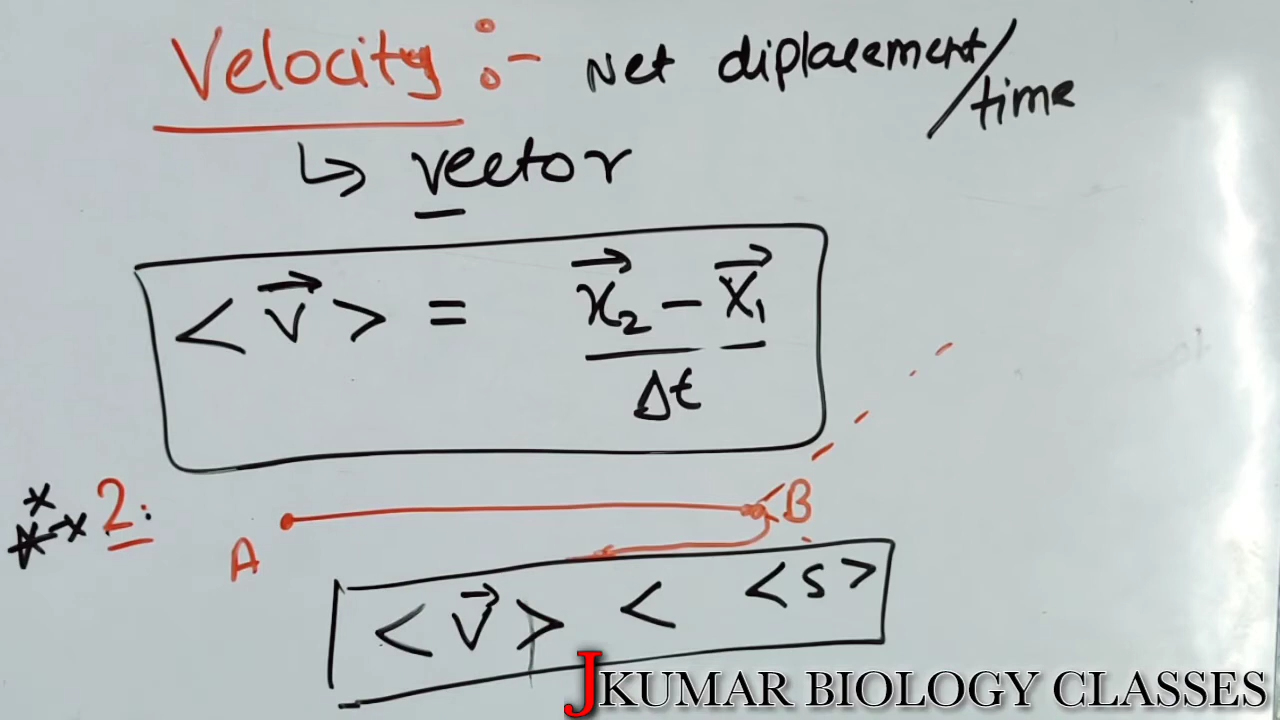 Velocity :- Net diplacement/
time
↳ vector
<v⃗> = x⃗₂ - x⃗₁
Δt
2:
A B
<v⃗> < <s>
JKUMAR BIOLOGY CLASSES